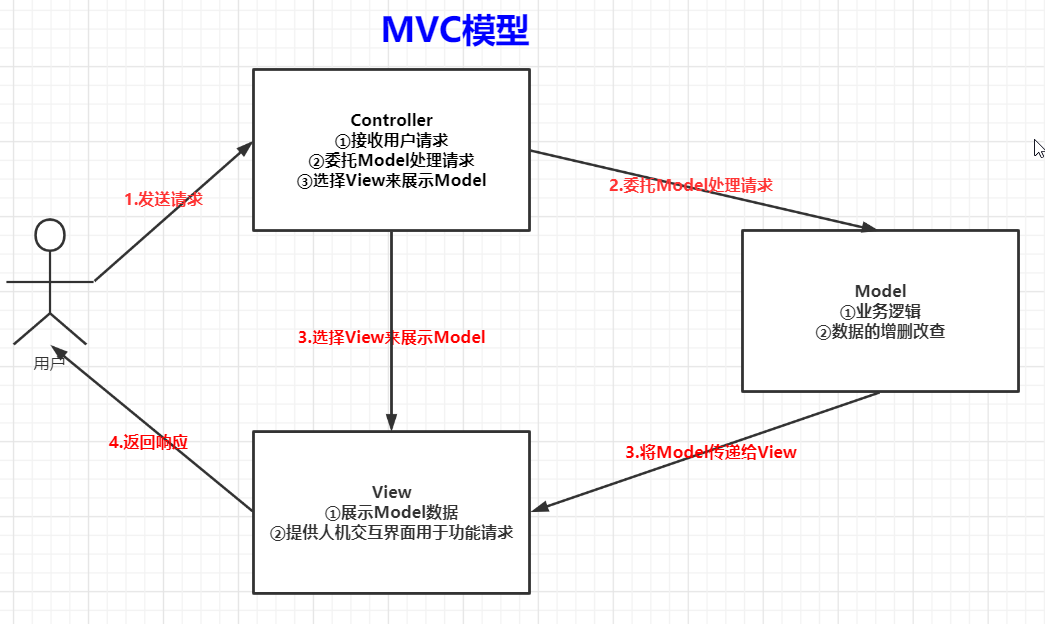 MVC模型
Controller
①接收用户请求
②委托Model处理请求
③选择View来展示Model
1.发送请求
2.委托Model处理请求
Model
①业务逻辑
②数据的增删改查
3.选择View来展示Model
用户
4.返回响应
3.将Model传递给View
View
①展示Model数据
②提供人机交互界面用于功能请求